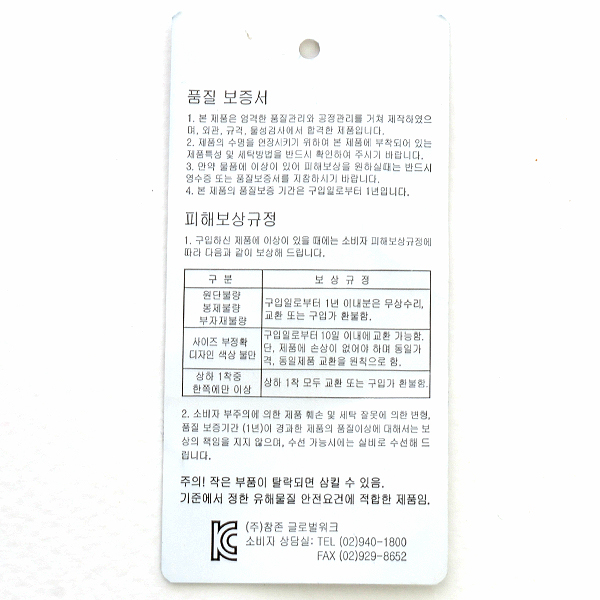 품질 보증서
1. 본 제품은 엄격한 품질관리와 공정관리를 거쳐 제작하였으
며, 외관, 규격, 물성검사에서 합격한 제품입니다.
2. 제품의 수명을 연장시키기 위하여 본 제품에 부착되어 있는
제품특성 및 세탁방법을 반드시 확인하여 주시기 바랍니다.
3. 만약 물품에 이상이 있어 피해보상을 원하실때는 반드시
영수증 또는 품질보증서를 지참하시기 바랍니다.
4. 본 제품의 품질보증 기간은 구입일로부터 1년입니다.
피해보상규정
1. 구입하신 제품에 이상이 있을 때에는 소비자 피해보상규정에
따라 다음과 같이 보상해 드립니다.
구 분 보 상 규 정
원단불량
봉제불량
부자재불량
구입일로부터 1년 이내분은 무상수리,
교환 또는 구입가 환불함.
사이즈 부정확
디자인 색상 불만
구입일로부터 10일 이내에 교환 가능함.
단, 제품에 손상이 없어야 하며 동일가
격, 동일제품 교환을 원칙으로 함.
상하 1착중
한쪽에만 이상
상하 1착 모두 교환 또는 구입가 환불함.
2. 소비자 부주의에 의한 제품 훼손 및 세탁 잘못에 의한 변형,
품질 보증기간 (1년)이 경과한 제품의 품질이상에 대해서는 보
상의 책임을 지지 않으며, 수선 가능시에는 실비로 수선해 드
립니다.
주의! 작은 부품이 탈락되면 삼킬 수 있음.
기준에서 정한 유해물질 안전요건에 적합한 제품임.
KC
(주)참존 글로벌워크
소비자 상담실: TEL (02)940-1800
FAX (02)929-8652